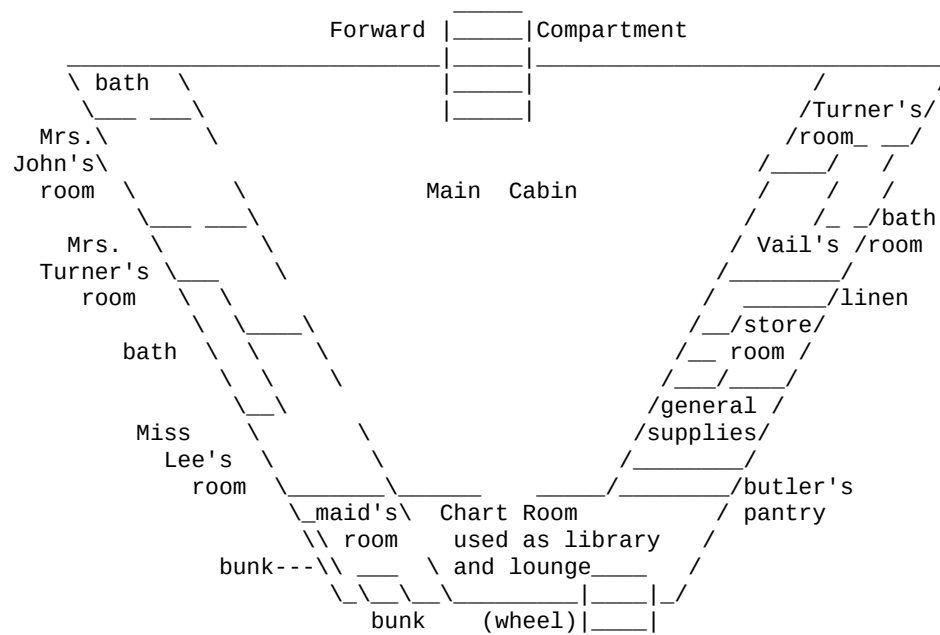 Forward Compartment
bath
Turner's
Mrs. room
John's
room Main Cabin
bath
Mrs. Vail's room
Turner's
room linen
store
bath room
general
Miss supplies
Lee's
room butler's
maid's Chart Room pantry
room used as library
bunk--- and lounge
bunk (wheel)